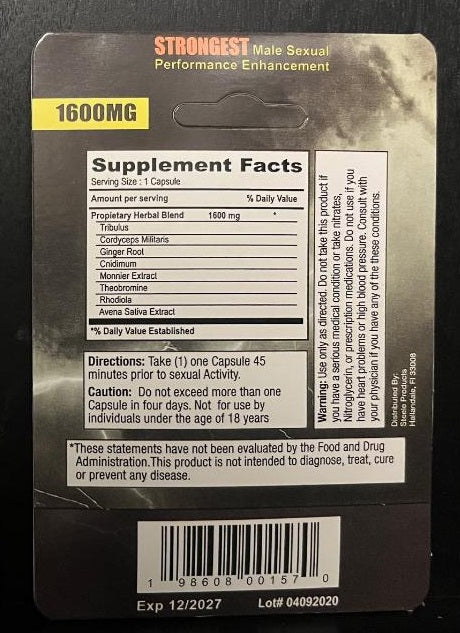 STRONGEST Male Sexual
Performance Enhancement
1600MG
Supplement Facts
Serving Size : 1 Capsule
Amount per serving % Daily Value
Propietary Herbal Blend 1600 mg *
Tribulus
Cordyceps Militaris
Ginger Root
Cnidimum
Monnier Extract
Theobromine
Rhodiola
Avena Sativa Extract
*% Daily Value Established
Directions: Take (1) one Capsule 45
minutes prior to sexual Activity.
Caution: Do not exceed more than one
Capsule in four days. Not for use by
individuals under the age of 18 years
Warning: Use only as directed. Do not take this product if
you have a serious medical condition or take nitrates,
Nitroglycerin, or prescription medications. Do not use if you
have heart problems or high blood pressure. Consult with
your physician if you have any of the these conditions.
Distributed By:
Steele Products
Hallandale, Fl 33008
*These statements have not been evaluated by the Food and Drug
Administration.This product is not intended to diagnose, treat, cure
or prevent any disease.
1 98608 00157 0
Exp 12/2027 Lot# 04092020